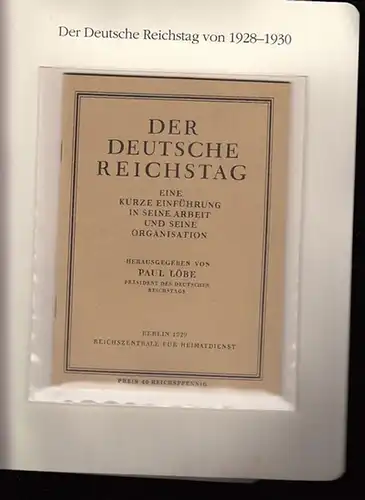 Der Deutsche Reichstag von 1928–1930
DER
DEUTSCHE
REICHSTAG
EINE
KURZE EINFÜHRUNG
IN SEINE ARBEIT
UND SEINE
ORGANISATION
HERAUSGEGEBEN VON
PAUL LÖBE
PRÄSIDENT DES DEUTSCHEN
REICHSTAGS
BERLIN 1929
REICHSZENTRALE FÜR HEIMATDIENST
PREIS 40 REICHSPFENNIG